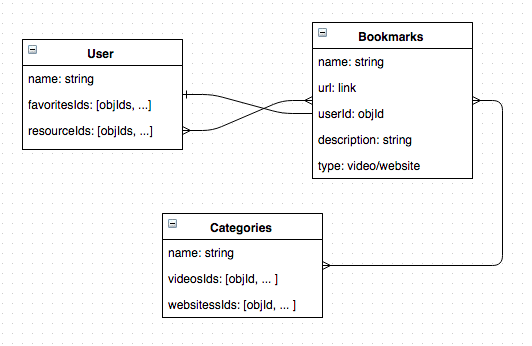 User
name: string
favoritesIds: [objIds, ...]
resourceIds: [objIds, ...]
Bookmarks
name: string
url: link
userId: objId
description: string
type: video/website
Categories
name: string
videosIds: [objId, ... ]
websitessIds: [objId, ... ]